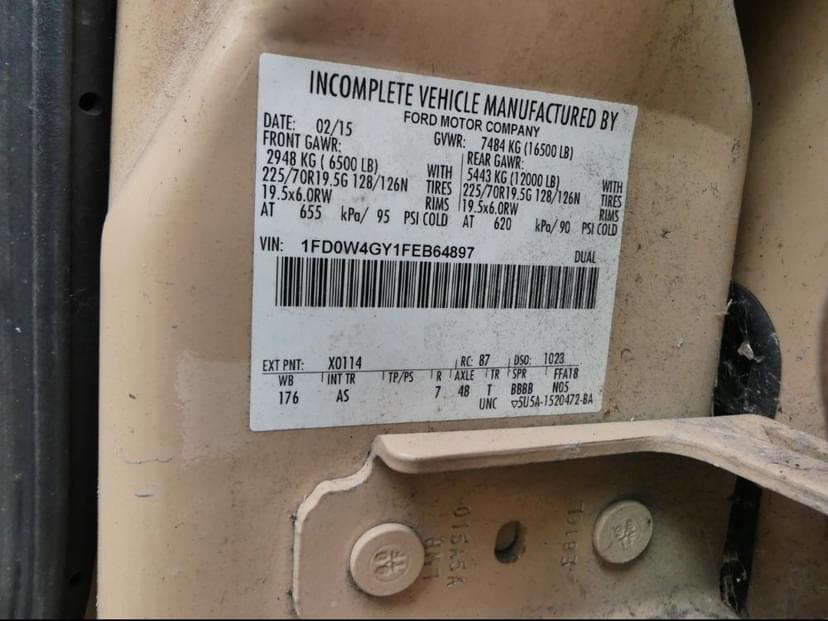 INCOMPLETE VEHICLE MANUFACTURED BY
FORD MOTOR COMPANY
DATE: 02/15 GVWR: 7484 KG (16500 LB)
FRONT GAWR: REAR GAWR:
2948 KG ( 6500 LB) WITH 5443 KG (12000 LB) WITH
225/70R19.5G 128/126N TIRES 225/70R19.5G 128/126N TIRES
19.5x6.0RW RIMS 19.5x6.0RW RIMS
AT 655 kPa/ 95 PSI COLD AT 620 kPa/ 90 PSI COLD
VIN: 1FD0W4GY1FEB64897 DUAL
EXT PNT: X0114 RC: 87 DSO: 1023
WB INT TR TP/PS R AXLE TR SPR FFA18
176 AS 7 48 T BBBB N05
UNC ▽5U5A-1520472-BA